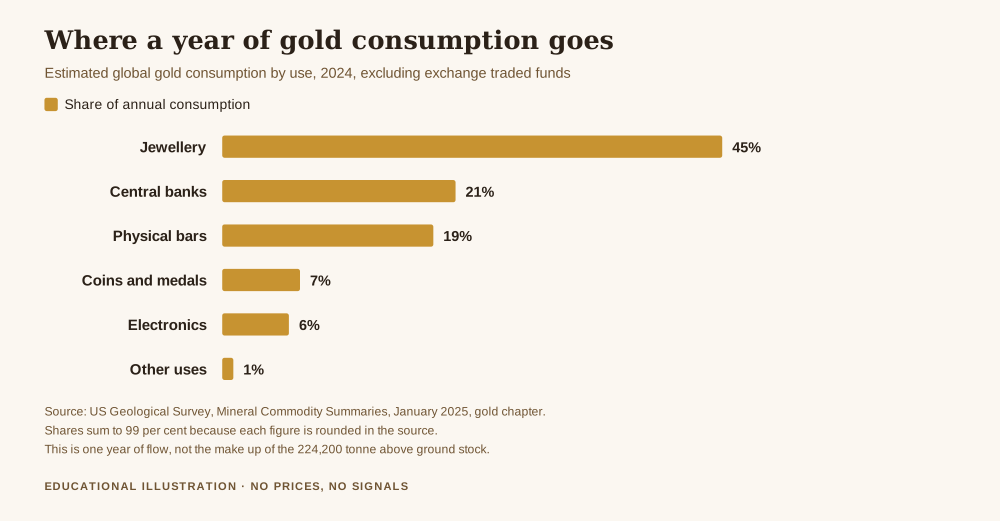 Where a year of gold consumption goes
Estimated global gold consumption by use, 2024, excluding exchange traded funds
Share of annual consumption
Jewellery 45%
Central banks 21%
Physical bars 19%
Coins and medals 7%
Electronics 6%
Other uses 1%
Source: US Geological Survey, Mineral Commodity Summaries, January 2025, gold chapter.
Shares sum to 99 per cent because each figure is rounded in the source.
This is one year of flow, not the make up of the 224,200 tonne above ground stock.
EDUCATIONAL ILLUSTRATION · NO PRICES, NO SIGNALS